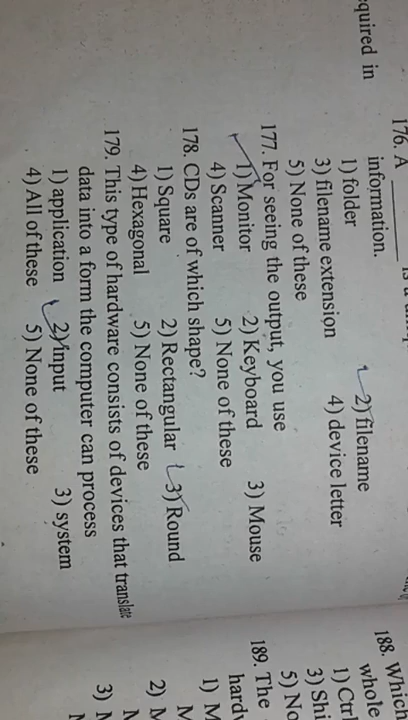 quired in
176. A
information.
1) folder 2) filename
3) filename extension 4) device letter
5) None of these
177. For seeing the output, you use
1) Monitor 2) Keyboard 3) Mouse
4) Scanner 5) None of these
178. CDs are of which shape?
1) Square 2) Rectangular 3) Round
4) Hexagonal 5) None of these
179. This type of hardware consists of devices that translate
data into a form the computer can process
1) application 2) Input 3) system
4) All of these 5) None of these
188. Which
whole
1) Ctr
3) Shi
5) No
189. The
hardw
1) M
M
2) M
M
3) M